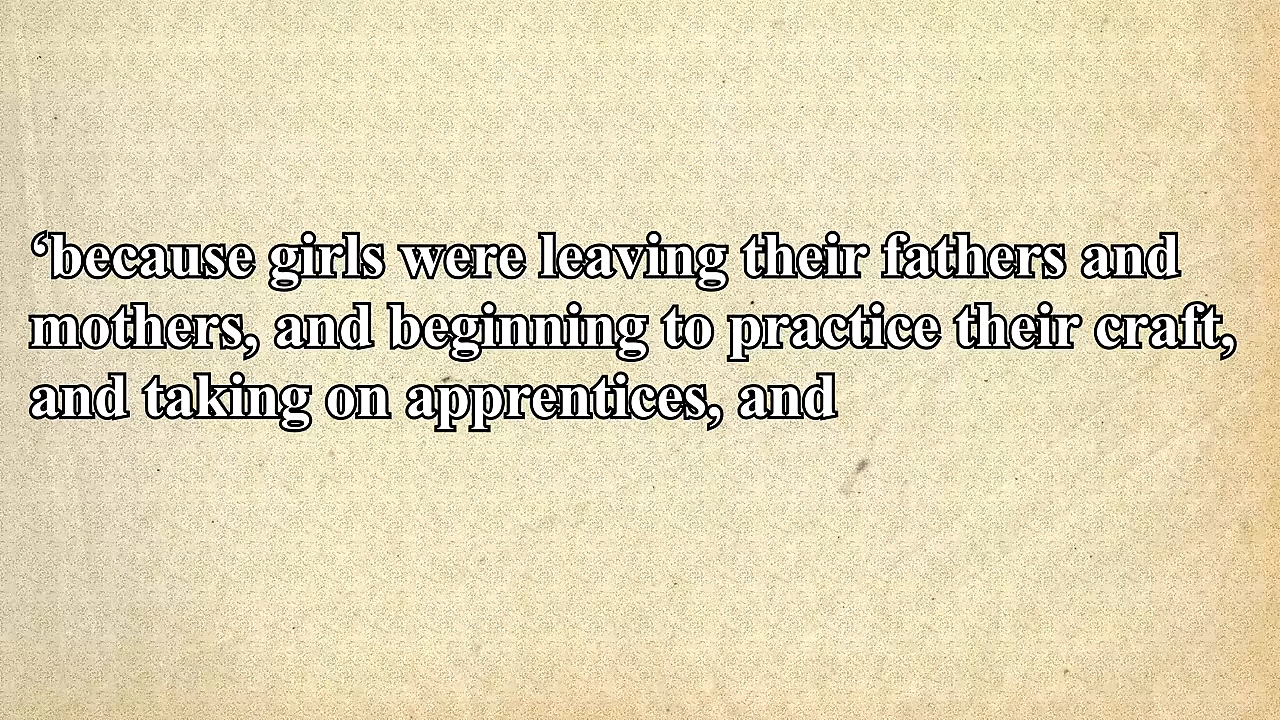 ‘because girls were leaving their fathers and
mothers, and beginning to practice their craft,
and taking on apprentices, and